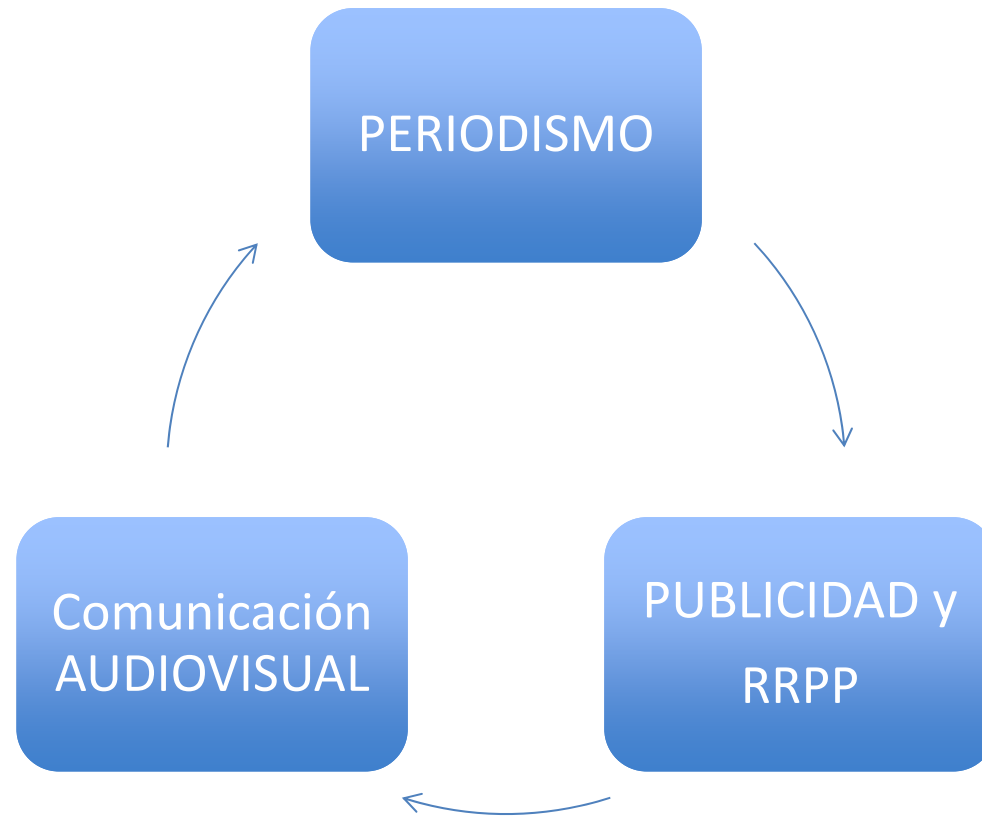 PERIODISMO
Comunicación
AUDIOVISUAL
PUBLICIDAD y
RRPP